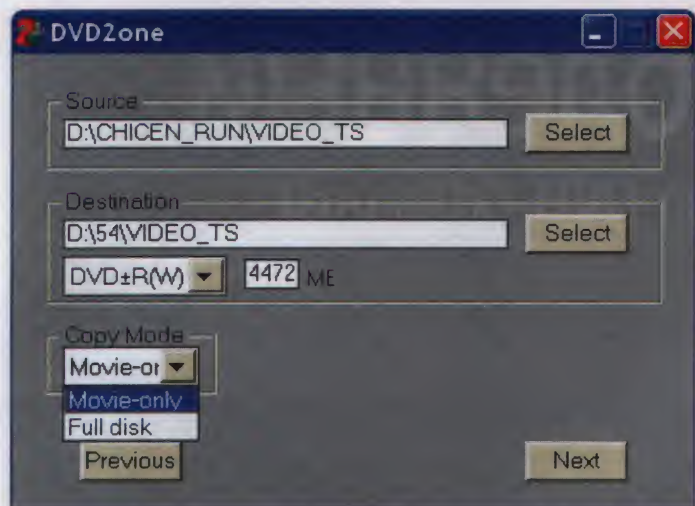 DVD2one
Source
D:\CHICEN_RUN\VIDEO_TS
Select
Destination
D:\54\VIDEO_TS
Select
DVD±R(W)
4472 ME
Copy Mode
Movie-or
Movie-only
Full disk
Previous
Next